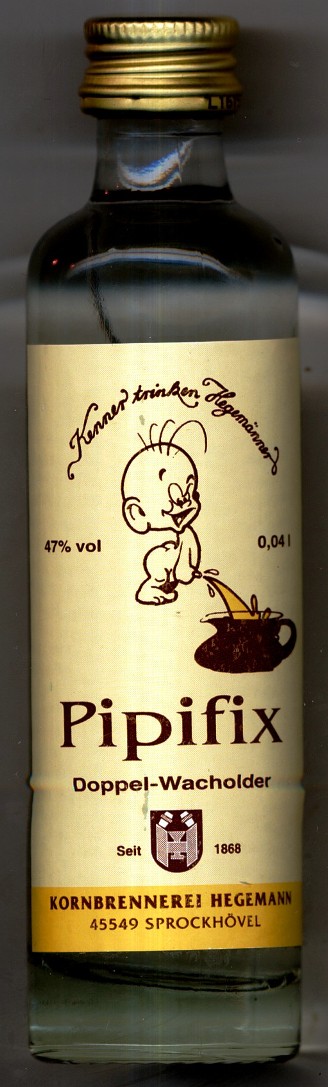 Kenner trinken Hegemänner
47% vol
0,04 l
Pipifix
Doppel-Wacholder
Seit 1868
KORNBRENNEREI HEGEMANN
45549 SPROCKHÖVEL